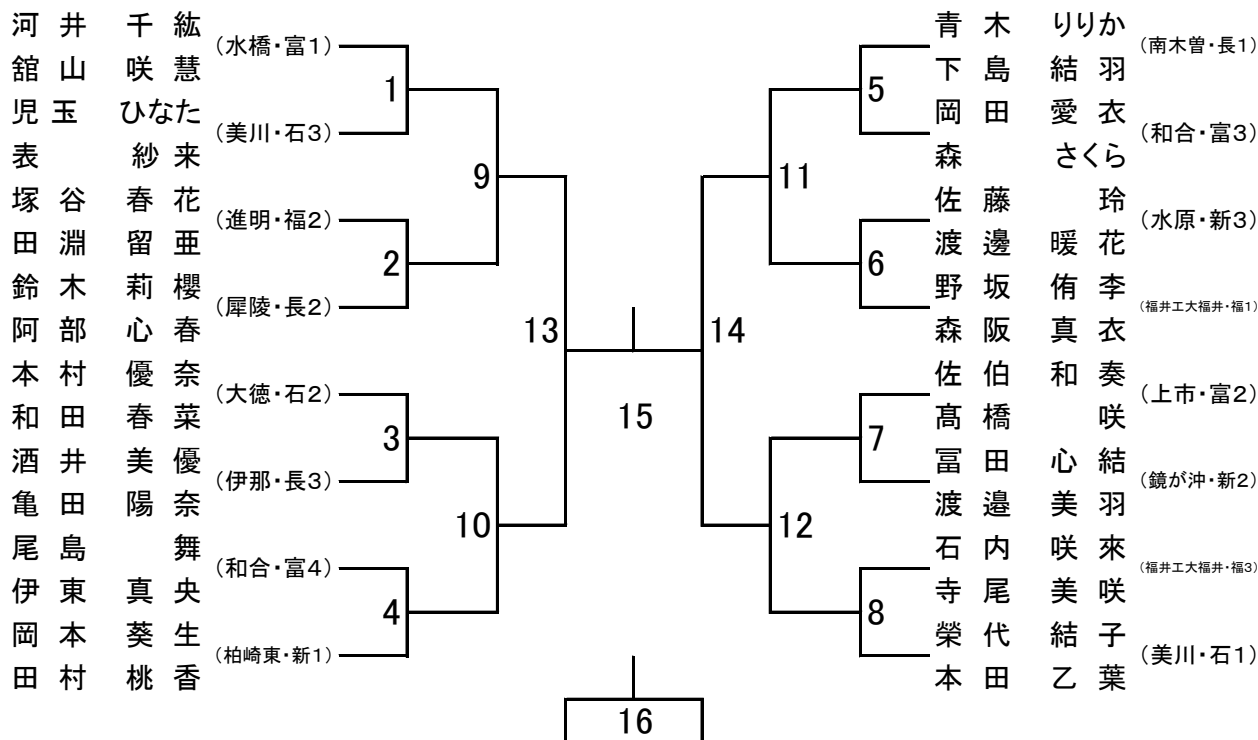 河井 千紘
(水橋・富1)
舘山 咲慧
1
児玉 ひなた
(美川・石3)
表 紗来
9
塚谷 春花
(進明・福2)
田淵 留亜
2
鈴木 莉櫻
(犀陵・長2)
阿部 心春
13
本村 優奈
(大徳・石2)
和田 春菜
3
酒井 美優
(伊那・長3)
亀田 陽奈
10
尾島 舞
(和合・富4)
伊東 真央
4
岡本 葵生
(柏崎東・新1)
田村 桃香
15
16
青木 りりか
(南木曽・長1)
下島 結羽
5
岡田 愛衣
(和合・富3)
森 さくら
11
佐藤 玲
(水原・新3)
渡邊 暖花
6
野坂 侑李
(福井工大福井・福1)
森阪 真衣
14
佐伯 和奏
(上市・富2)
髙橋 咲
7
冨田 心結
(鏡が沖・新2)
渡邉 美羽
12
石内 咲來
(福井工大福井・福3)
寺尾 美咲
8
榮代 結子
(美川・石1)
本田 乙葉